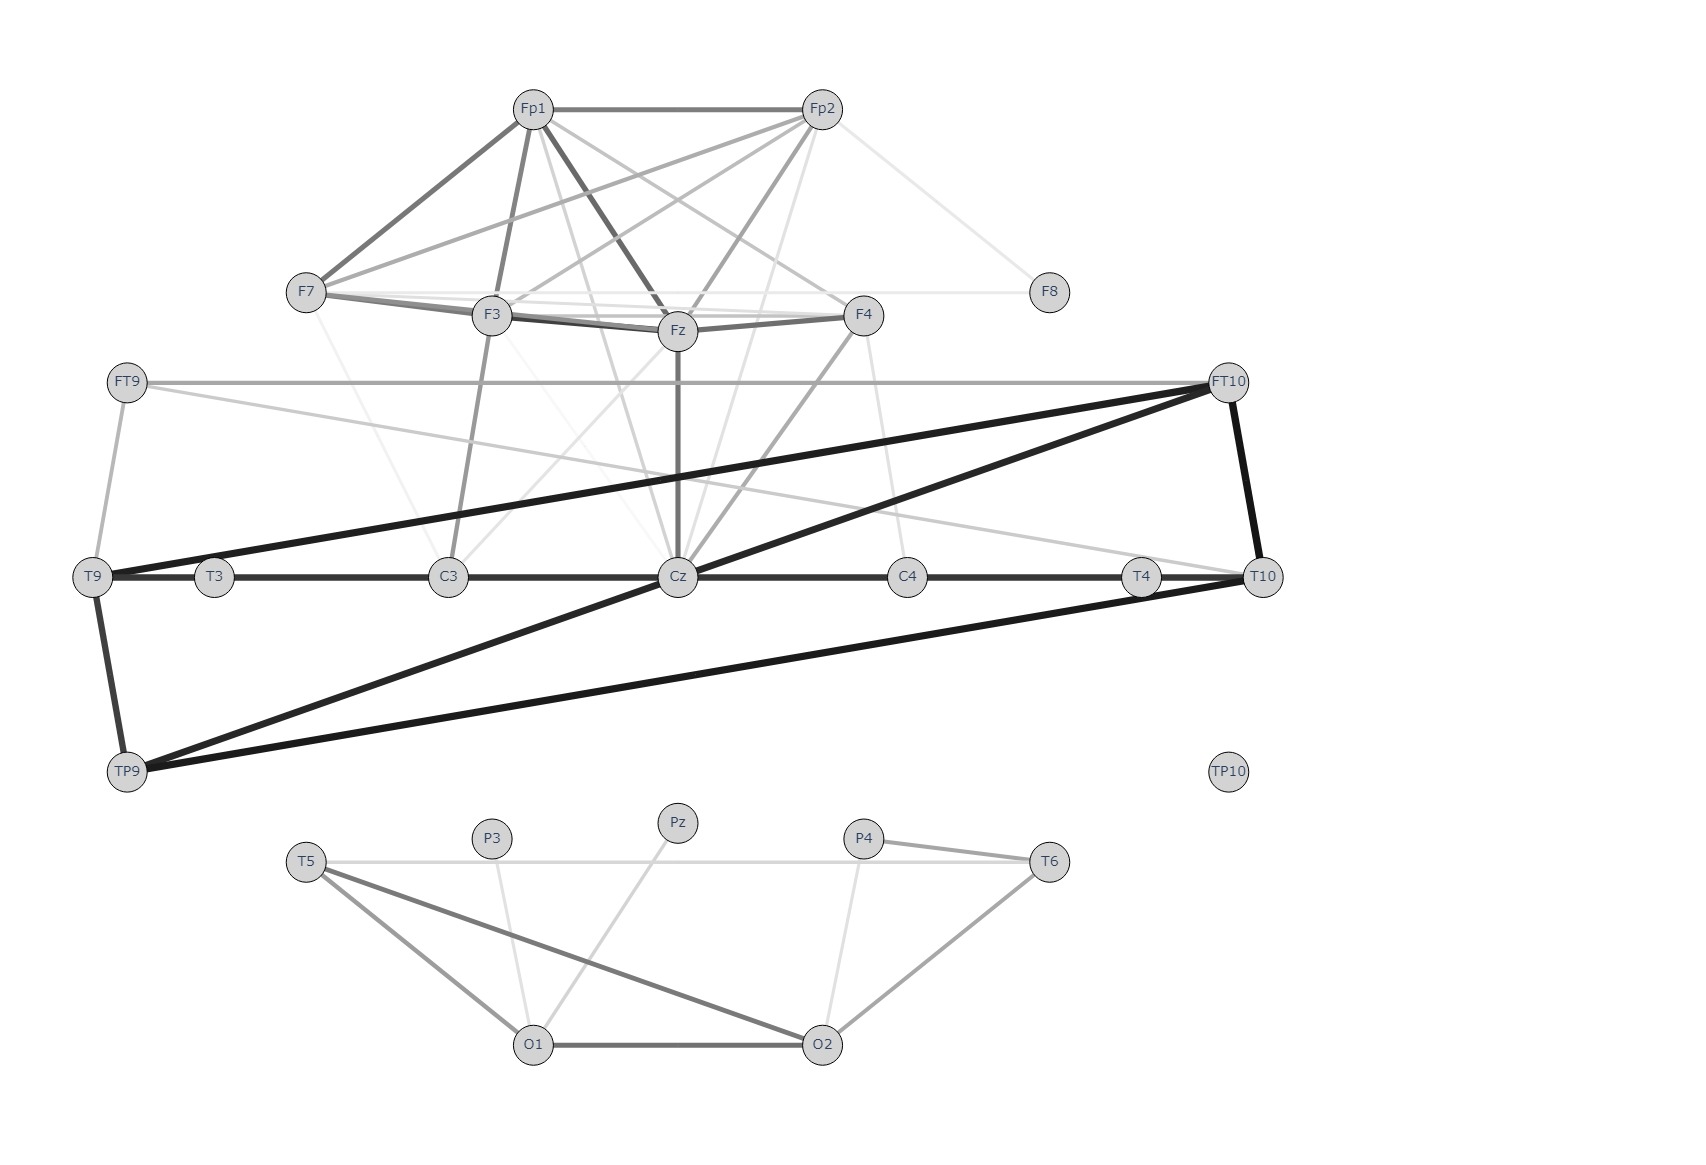 Fp1 Fp2
F7 F3 Fz F4 F8
FT9 FT10
T9 T3 C3 Cz C4 T4 T10
TP9 TP10
T5 P3 Pz P4 T6
O1 O2